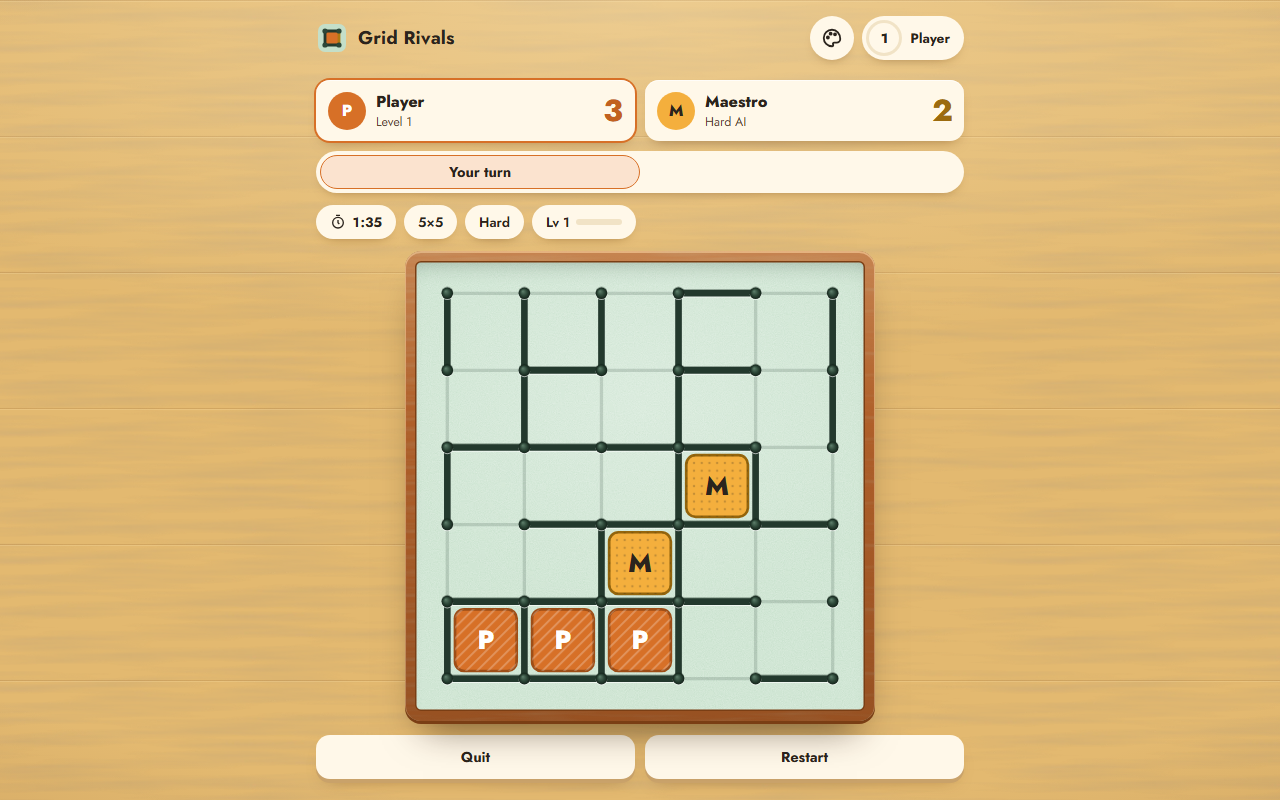 Grid Rivals
1 Player
P Player Level 1 3
M Maestro Hard AI 2
Your turn
1:35 5×5 Hard Lv 1
M
M
P P P
Quit Restart